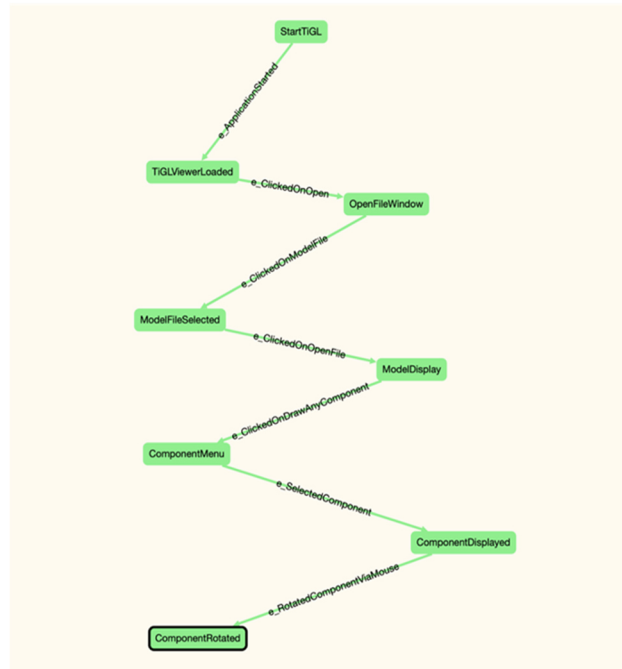 StartTiGL
e_ApplicationStarted
TiGLViewerLoaded
e_ClickedOnOpen
OpenFileWindow
e_ClickedOnModelFile
ModelFileSelected
e_ClickedOnOpenFile
ModelDisplay
e_ClickedOnDrawAnyComponent
ComponentMenu
e_SelectedComponent
ComponentDisplayed
e_RotatedComponentViaMouse
ComponentRotated